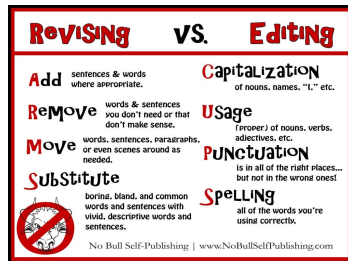 Revising vs. Editing
Add sentences & words
where appropriate.
Remove words & sentences
you don't need or that
don't make sense.
Move words, sentences, paragraphs,
or even scenes around as
needed.
Substitute
boring, bland, and common
words and sentences with
vivid, descriptive words and
sentences.
Capitalization
of nouns, names, "I," etc.
Usage
(proper) of nouns, verbs,
adjectives, etc.
Punctuation
is in all of the right places...
but not in the wrong ones!
Spelling
all of the words you're
using correctly.
No Bull Self-Publishing | www.NoBullSelfPublishing.com